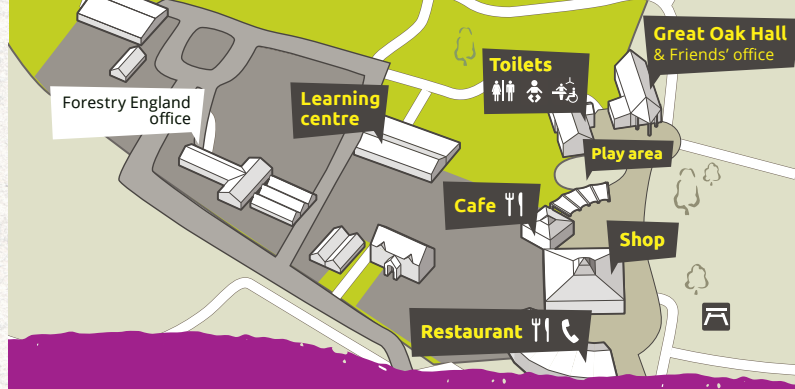 Great Oak Hall
& Friends’ office
Toilets
Forestry England
office
Learning
centre
Play area
Cafe
Shop
Restaurant